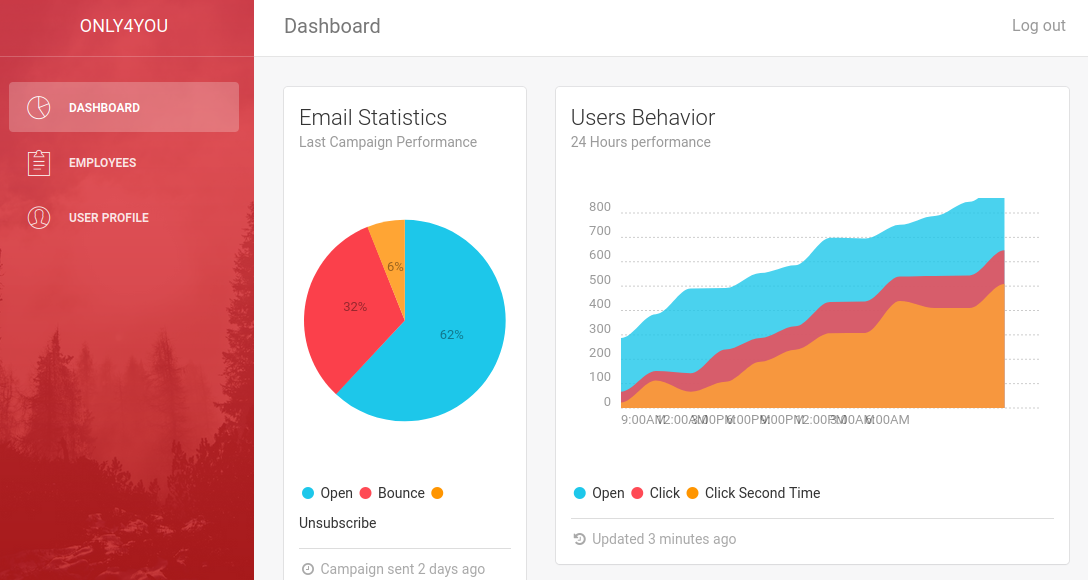 ONLY4YOU
DASHBOARD
EMPLOYEES
USER PROFILE
Dashboard
Log out
Email Statistics
Last Campaign Performance
6%
32%
62%
Open Bounce
Unsubscribe
Campaign sent 2 days ago
Users Behavior
24 Hours performance
800
700
600
500
400
300
200
100
0
9:00AM 12:00AM 3:00PM 6:00PM 9:00PM 12:00PM 3:00AM 6:00AM
Open Click Click Second Time
Updated 3 minutes ago